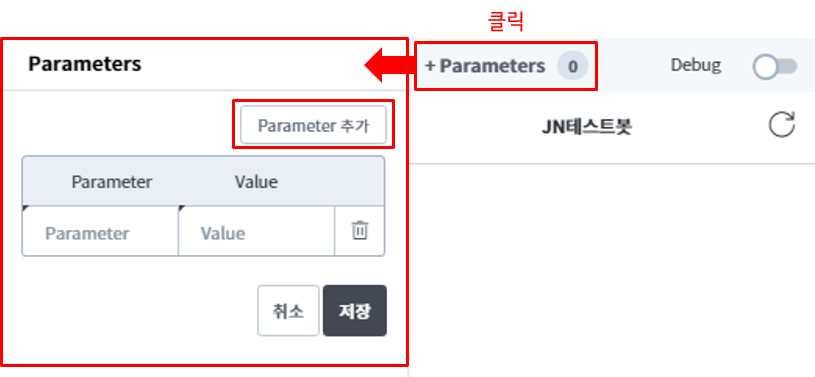 클릭
Parameters
+ Parameters 0
Debug
Parameter 추가
JN테스트봇
Parameter Value
Parameter Value
취소 저장